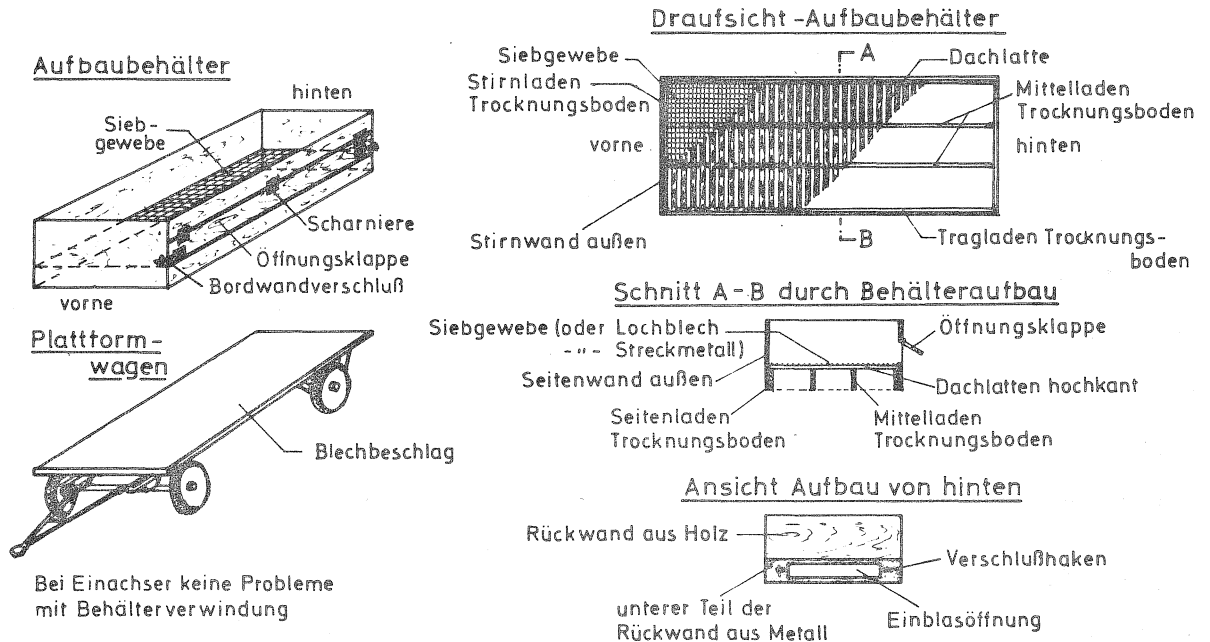 Aufbaubehälter
hinten
Sieb-
gewebe
Scharniere
Öffnungsklappe
Bordwandverschluß
vorne
Plattform-
wagen
Blechbeschlag
Bei Einachser keine Probleme
mit Behälterverwindung
Draufsicht-Aufbaubehälter
Siebgewebe
A
Dachlatte
Stirnladen
Trocknungsboden
Mittelladen
Trocknungsboden
vorne
hinten
Stirnwand außen
B
Tragladen Trocknungs-
boden
Schnitt A-B durch Behälteraufbau
Siebgewebe (oder Lochblech
-"- Streckmetall)
Öffnungsklappe
Seitenwand außen
Dachlatten hochkant
Seitenladen
Trocknungsboden
Mittelladen
Trocknungsboden
Ansicht Aufbau von hinten
Rückwand aus Holz
Verschlußhaken
unterer Teil der
Rückwand aus Metall
Einblasöffnung